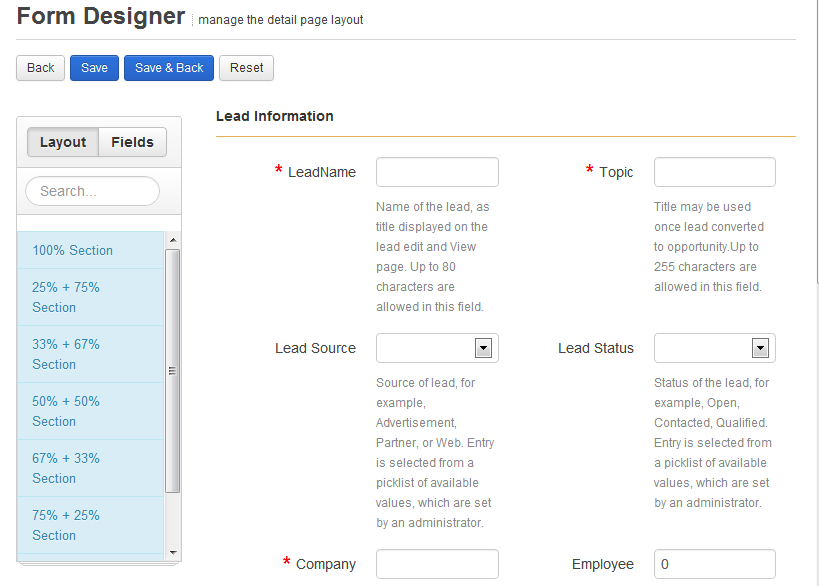 Form Designer manage the detail page layout
Back Save Save & Back Reset
Layout Fields
Search...
100% Section
25% + 75%
Section
33% + 67%
Section
50% + 50%
Section
67% + 33%
Section
75% + 25%
Section
Lead Information
* LeadName
Name of the lead, as
title displayed on the
lead edit and View
page. Up to 80
characters are
allowed in this field.
* Topic
Title may be used
once lead converted
to opportunity.Up to
255 characters are
allowed in this field.
Lead Source
Source of lead, for
example,
Advertisement,
Partner, or Web. Entry
is selected from a
picklist of available
values, which are set
by an administrator.
Lead Status
Status of the lead, for
example, Open,
Contacted, Qualified.
Entry is selected from
a picklist of available
values, which are set
by an administrator.
* Company
Employee 0